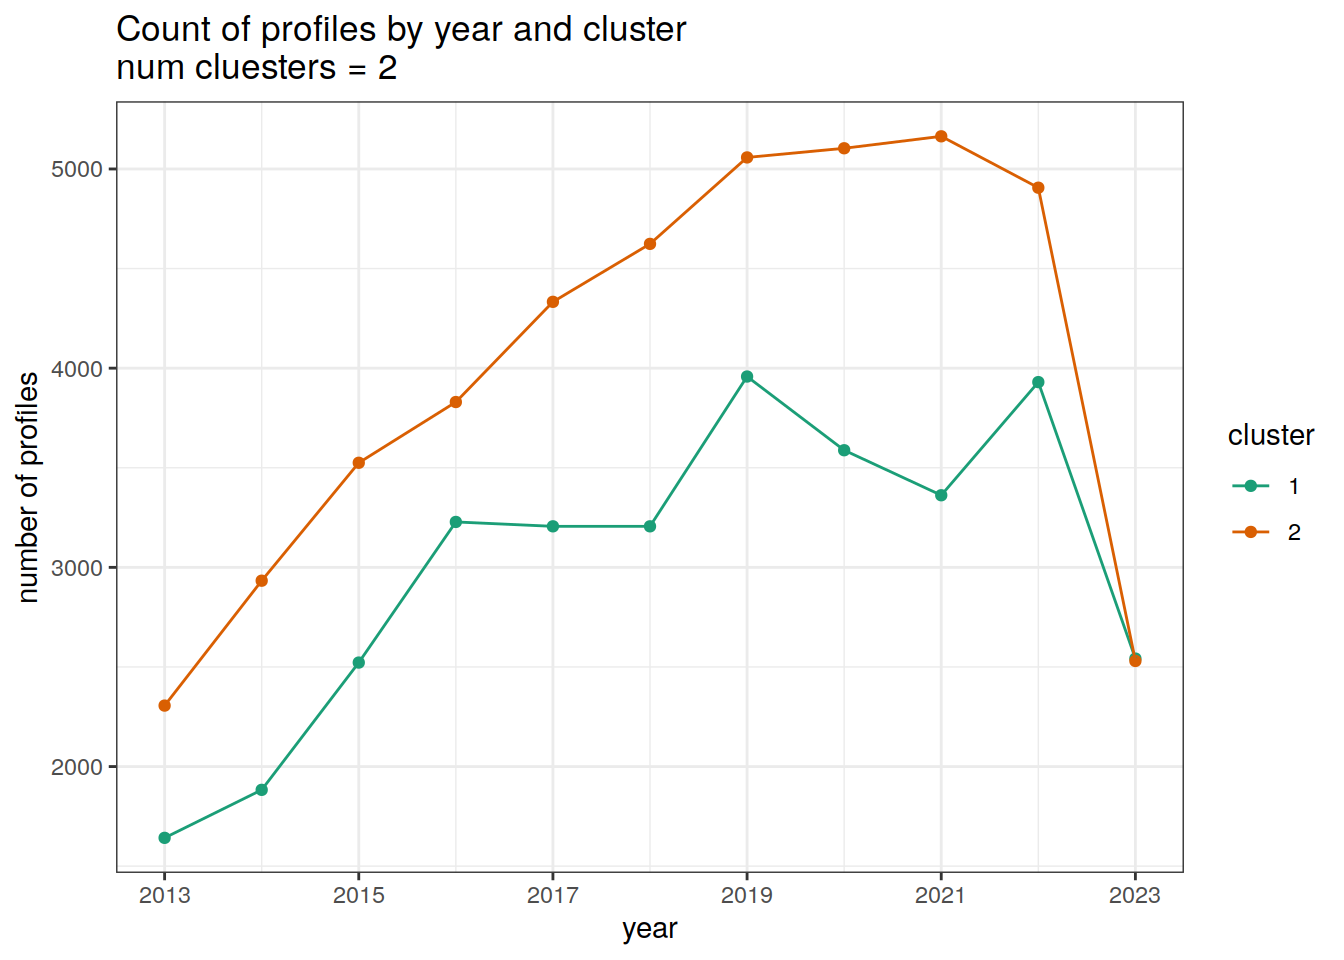 Count of profiles by year and cluster
num cluesters = 2
5000
4000
3000
2000
number of profiles
2013 2015 2017 2019 2021 2023
year
cluster
1
2